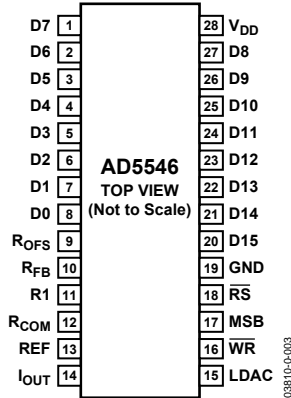 D7 1 28 VDD
D6 2 27 D8
D5 3 26 D9
D4 4 25 D10
D3 5 24 D11
D2 6 23 D12
D1 7 22 D13
D0 8 21 D14
ROFS 9 20 D15
RFB 10 19 GND
R1 11 18 RS
RCOM 12 17 MSB
REF 13 16 WR
IOUT 14 15 LDAC
AD5546
TOP VIEW
(Not to Scale)
03810-0-003